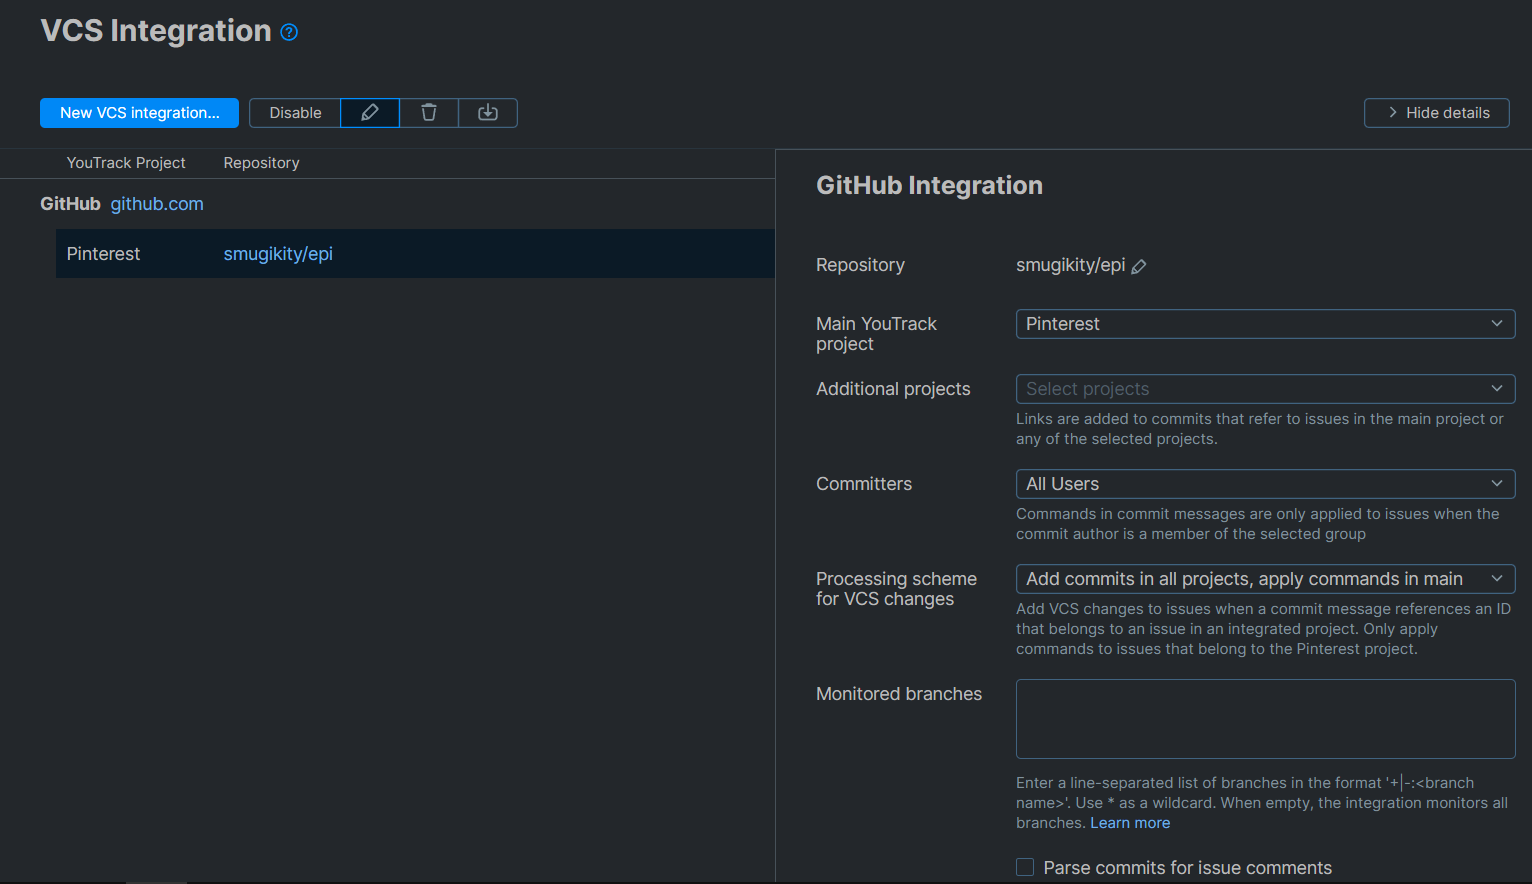 VCS Integration ?
New VCS integration... Disable
Hide details
YouTrack Project Repository
GitHub github.com
Pinterest smugikity/epi
GitHub Integration
Repository smugikity/epi
Main YouTrack
project
Pinterest
Additional projects
Select projects
Links are added to commits that refer to issues in the main project or
any of the selected projects.
Committers
All Users
Commands in commit messages are only applied to issues when the
commit author is a member of the selected group
Processing scheme
for VCS changes
Add commits in all projects, apply commands in main
Add VCS changes to issues when a commit message references an ID
that belongs to an issue in an integrated project. Only apply
commands to issues that belong to the Pinterest project.
Monitored branches
Enter a line-separated list of branches in the format '+|-:<branch
name>'. Use * as a wildcard. When empty, the integration monitors all
branches. Learn more
Parse commits for issue comments